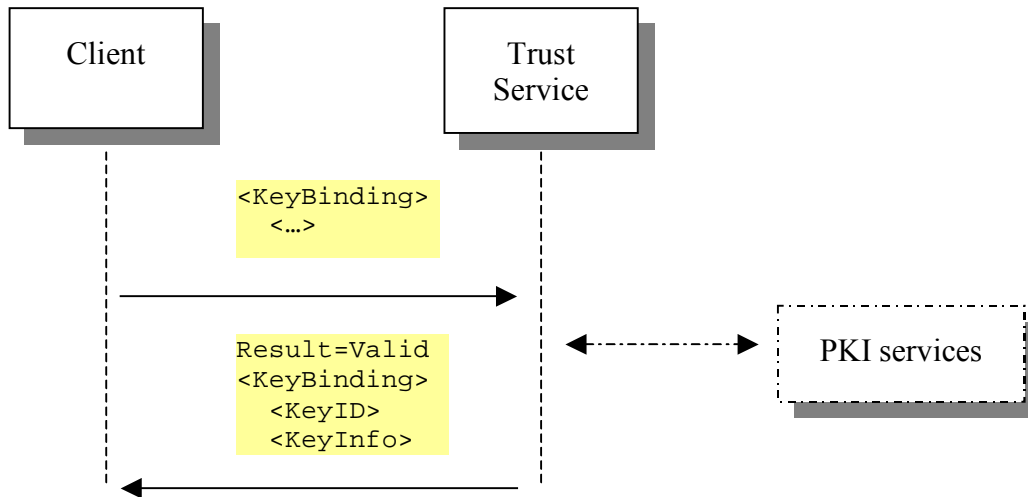 Client
Trust
Service
<KeyBinding>
<…>
Result=Valid
<KeyBinding>
<KeyID>
<KeyInfo>
PKI services